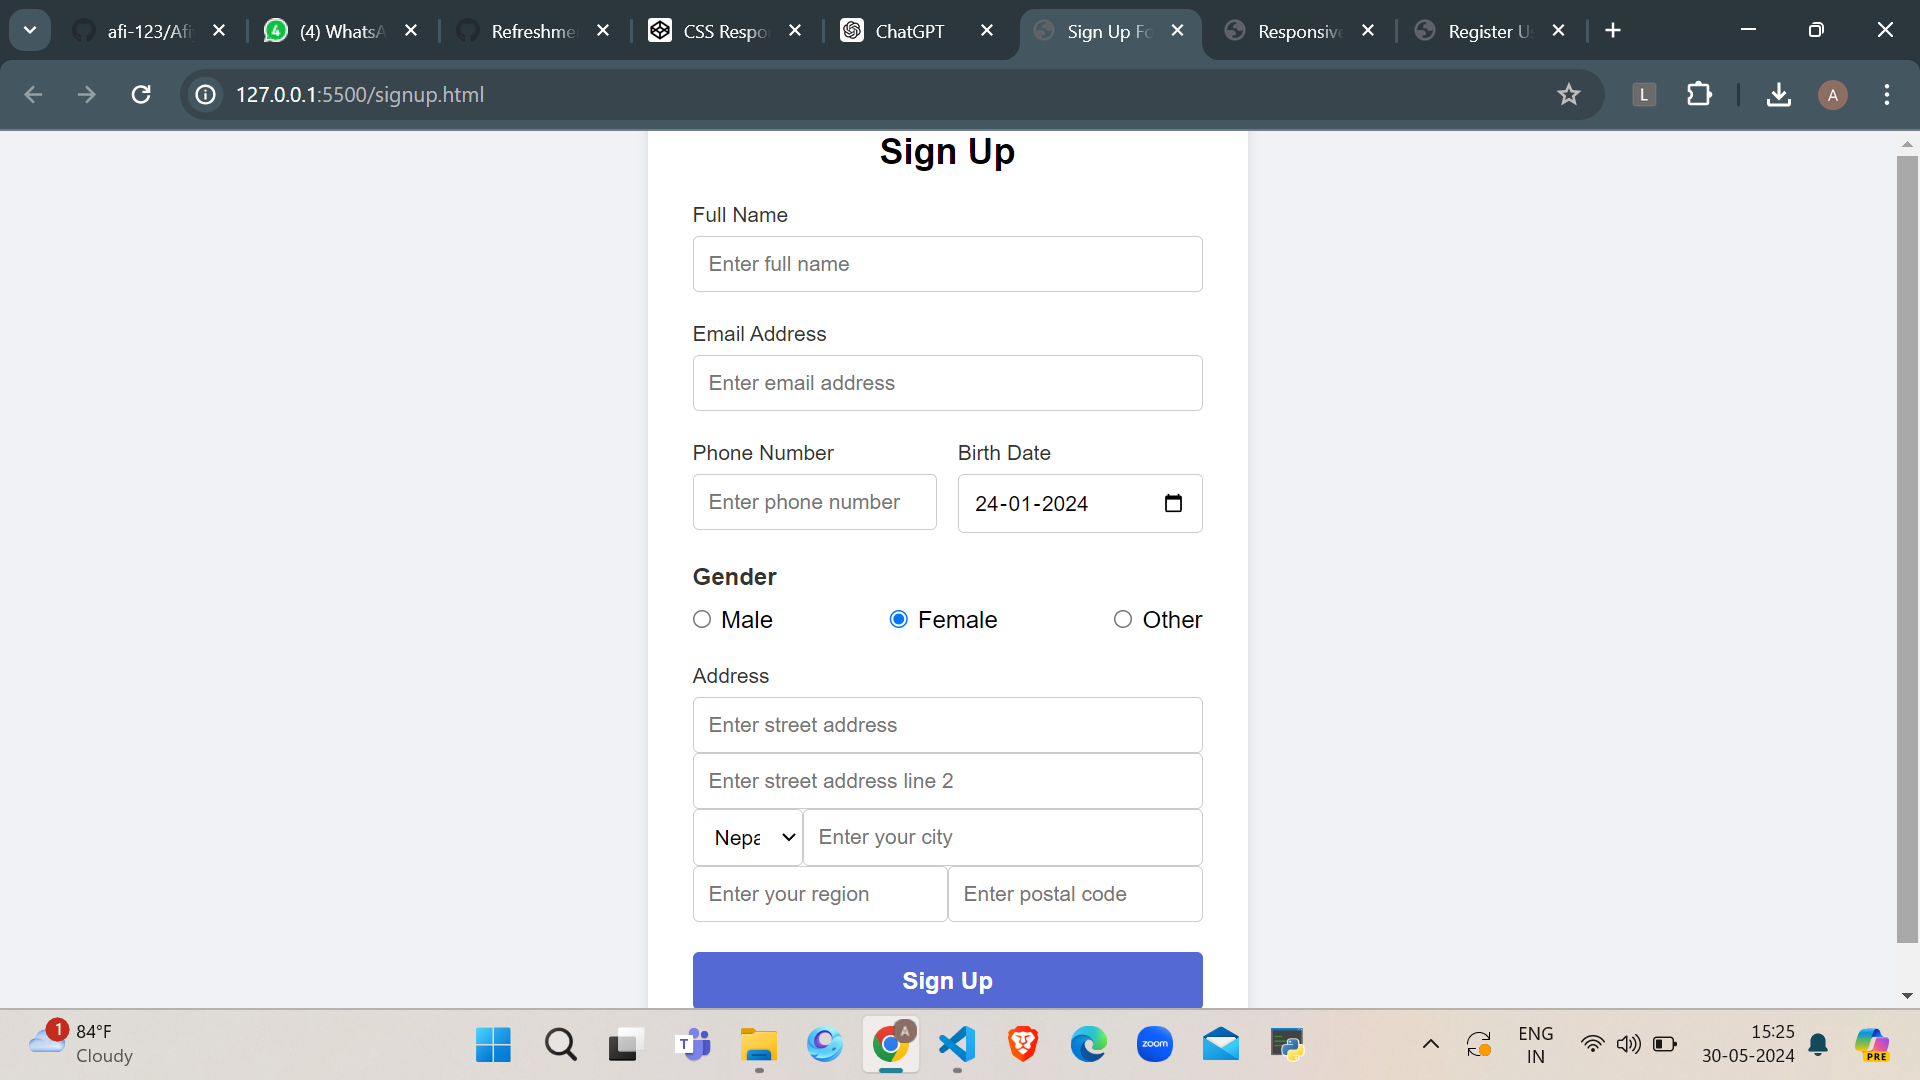 afi-123/Afi
(4) WhatsA
Refreshme
CSS Respo
ChatGPT
Sign Up Fo
Responsive
Register U
127.0.0.1:5500/signup.html
L
A
Sign Up
Full Name
Enter full name
Email Address
Enter email address
Phone Number
Birth Date
Enter phone number
24-01-2024
Gender
Male
Female
Other
Address
Enter street address
Enter street address line 2
Nepa
Enter your city
Enter your region
Enter postal code
Sign Up
1
84°F
Cloudy
T
A
zoom
ENG
IN
15:25
30-05-2024
PRE